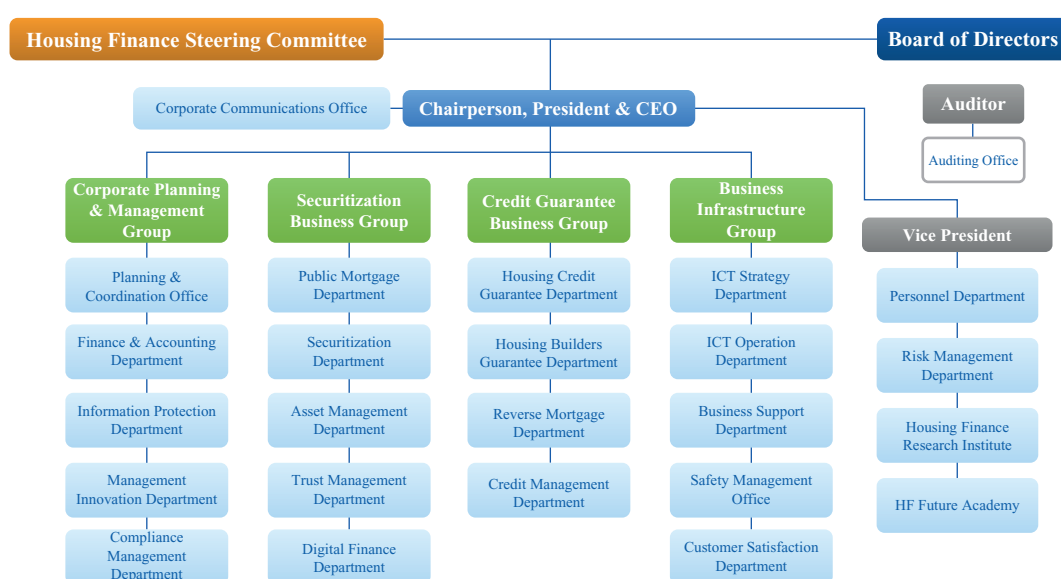 Housing Finance Steering Committee
Board of Directors
Corporate Communications Office
Chairperson, President & CEO
Auditor
Auditing Office
Corporate Planning
& Management
Group
Securitization
Business Group
Credit Guarantee
Business Group
Business
Infrastructure
Group
Vice President
Planning &
Coordination Office
Public Mortgage
Department
Housing Credit
Guarantee Department
ICT Strategy
Department
Personnel Department
Finance & Accounting
Department
Securitization
Department
Housing Builders
Guarantee Department
ICT Operation
Department
Risk Management
Department
Information Protection
Department
Asset Management
Department
Reverse Mortgage
Department
Business Support
Department
Housing Finance
Research Institute
Management
Innovation Department
Trust Management
Department
Credit Management
Department
Safety Management
Office
HF Future Academy
Compliance
Management
Department
Digital Finance
Department
Customer Satisfaction
Department